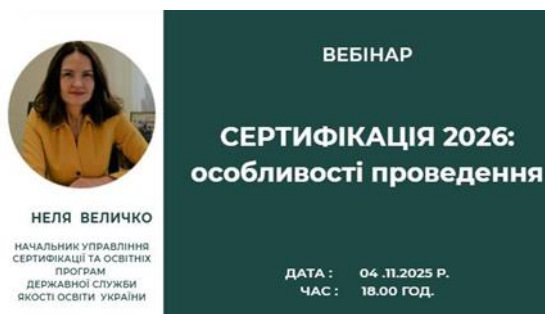 НЕЛЯ ВЕЛИЧКО
НАЧАЛЬНИК УПРАВЛІННЯ
СЕРТИФІКАЦІЇ ТА ОСВІТНІХ
ПРОГРАМ
ДЕРЖАВНОЇ СЛУЖБИ
ЯКОСТІ ОСВІТИ УКРАЇНИ
ВЕБІНАР
СЕРТИФІКАЦІЯ 2026:
особливості проведення
ДАТА : 04 .11.2025 Р.
ЧАС : 18.00 ГОД.